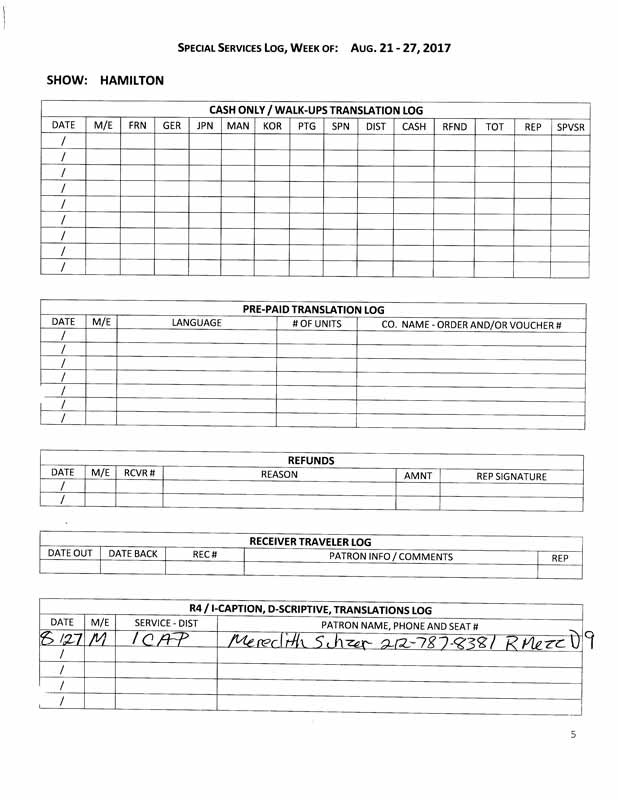 SPECIAL SERVICES LOG, WEEK OF: AUG. 21 - 27, 2017
SHOW: HAMILTON
CASH ONLY / WALK-UPS TRANSLATION LOG
DATE M/E FRN GER JPN MAN KOR PTG SPN DIST CASH RFND TOT REP SPVSR
/
/
/
/
/
/
/
/
/
PRE-PAID TRANSLATION LOG
DATE M/E LANGUAGE # OF UNITS CO. NAME - ORDER AND/OR VOUCHER #
/
/
/
/
/
/
/
REFUNDS
DATE M/E RCVR # REASON AMNT REP SIGNATURE
/
/
RECEIVER TRAVELER LOG
DATE OUT DATE BACK REC # PATRON INFO / COMMENTS REP
R4 / I-CAPTION, D-SCRIPTIVE, TRANSLATIONS LOG
DATE M/E SERVICE - DIST PATRON NAME, PHONE AND SEAT #
8/27 M ICAP Meredith 212-787-8381 D9
/
/
/
/
5